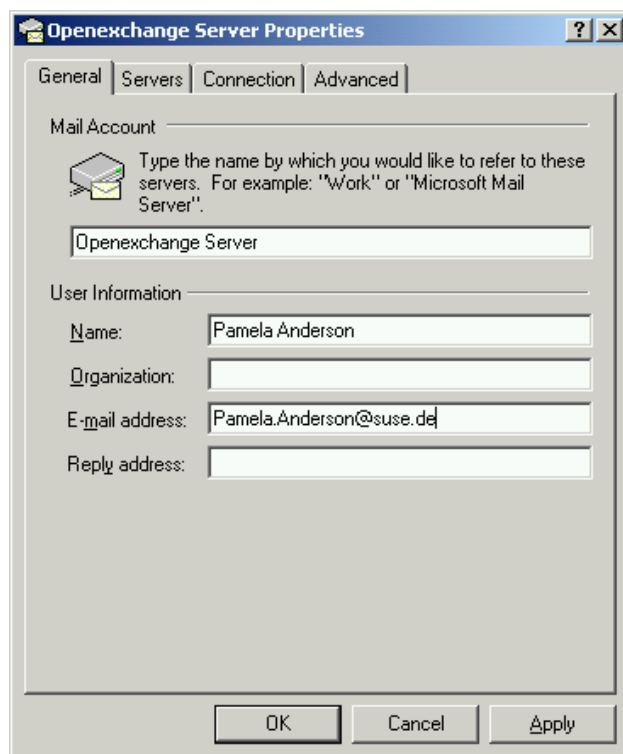 Openexchange Server Properties
General Servers Connection Advanced
Mail Account
Type the name by which you would like to refer to these
servers. For example: "Work" or "Microsoft Mail
Server".
Openexchange Server
User Information
Name: Pamela Anderson
Organization:
E-mail address: Pamela.Anderson@suse.de
Reply address:
OK Cancel Apply